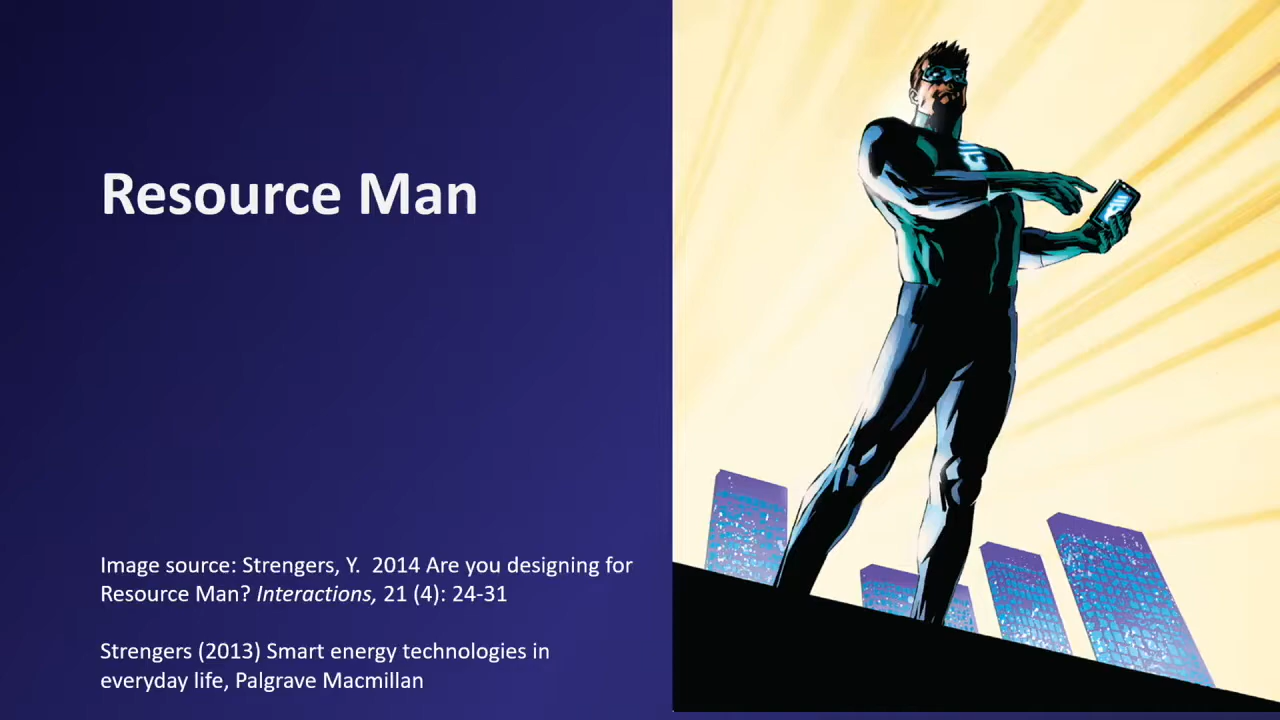 Resource Man
Image source: Strengers, Y.  2014 Are you designing for
Resource Man? Interactions, 21 (4): 24-31
Strengers (2013) Smart energy technologies in
everyday life, Palgrave Macmillan